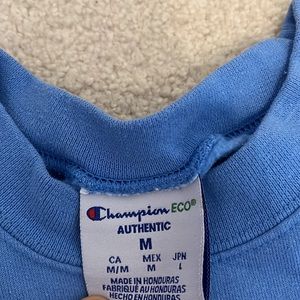 Champion ECO®
AUTHENTIC
M
CA MEX JPN
M/M M L
MADE IN HONDURAS
FABRIQUÉ AU HONDURAS
HECHO EN HONDURAS